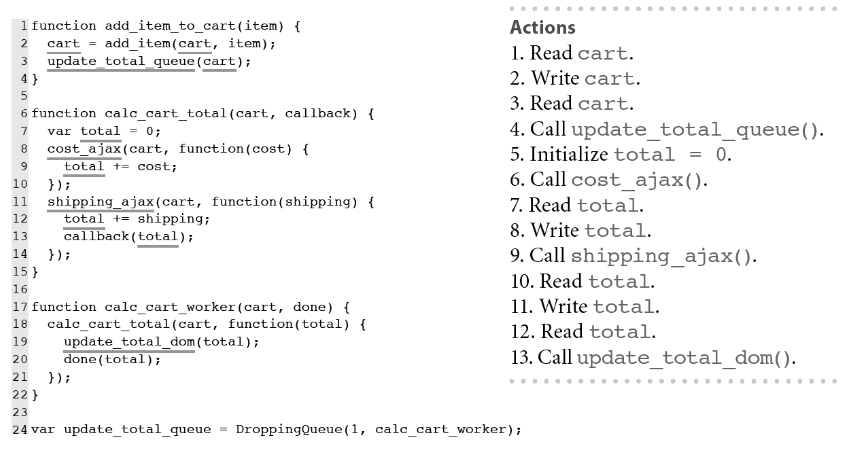 1 function add_item_to_cart(item) {
2   cart = add_item(cart, item);
3   update_total_queue(cart);
4 }
5
6 function calc_cart_total(cart, callback) {
7   var total = 0;
8   cost_ajax(cart, function(cost) {
9     total += cost;
10   });
11   shipping_ajax(cart, function(shipping) {
12     total += shipping;
13     callback(total);
14   });
15 }
16
17 function calc_cart_worker(cart, done) {
18   calc_cart_total(cart, function(total) {
19     update_total_dom(total);
20     done(total);
21   });
22 }
23
24 var update_total_queue = DroppingQueue(1, calc_cart_worker);
Actions
1. Read cart.
2. Write cart.
3. Read cart.
4. Call update_total_queue().
5. Initialize total = 0.
6. Call cost_ajax().
7. Read total.
8. Write total.
9. Call shipping_ajax().
10. Read total.
11. Write total.
12. Read total.
13. Call update_total_dom().